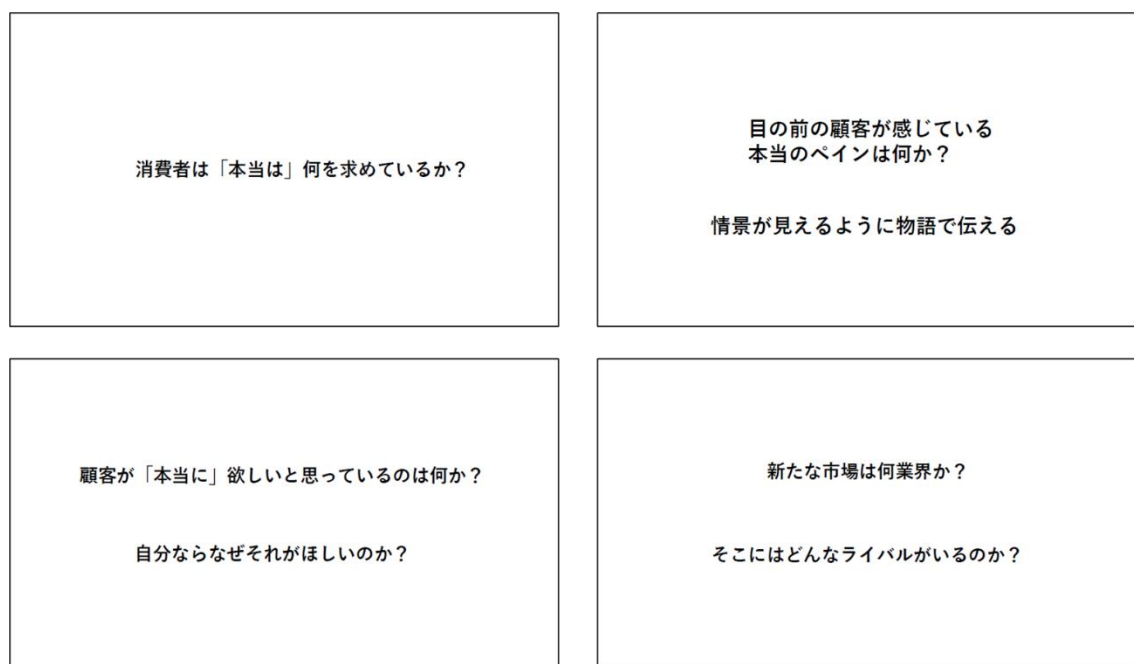 消費者は「本当は」何を求めているか？
目の前の顧客が感じている
本当のペインは何か？
情景が見えるように物語で伝える
顧客が「本当に」欲しいと思っているのは何か？
自分ならなぜそれがほしいのか？
新たな市場は何業界か？
そこにはどんなライバルがいるのか？